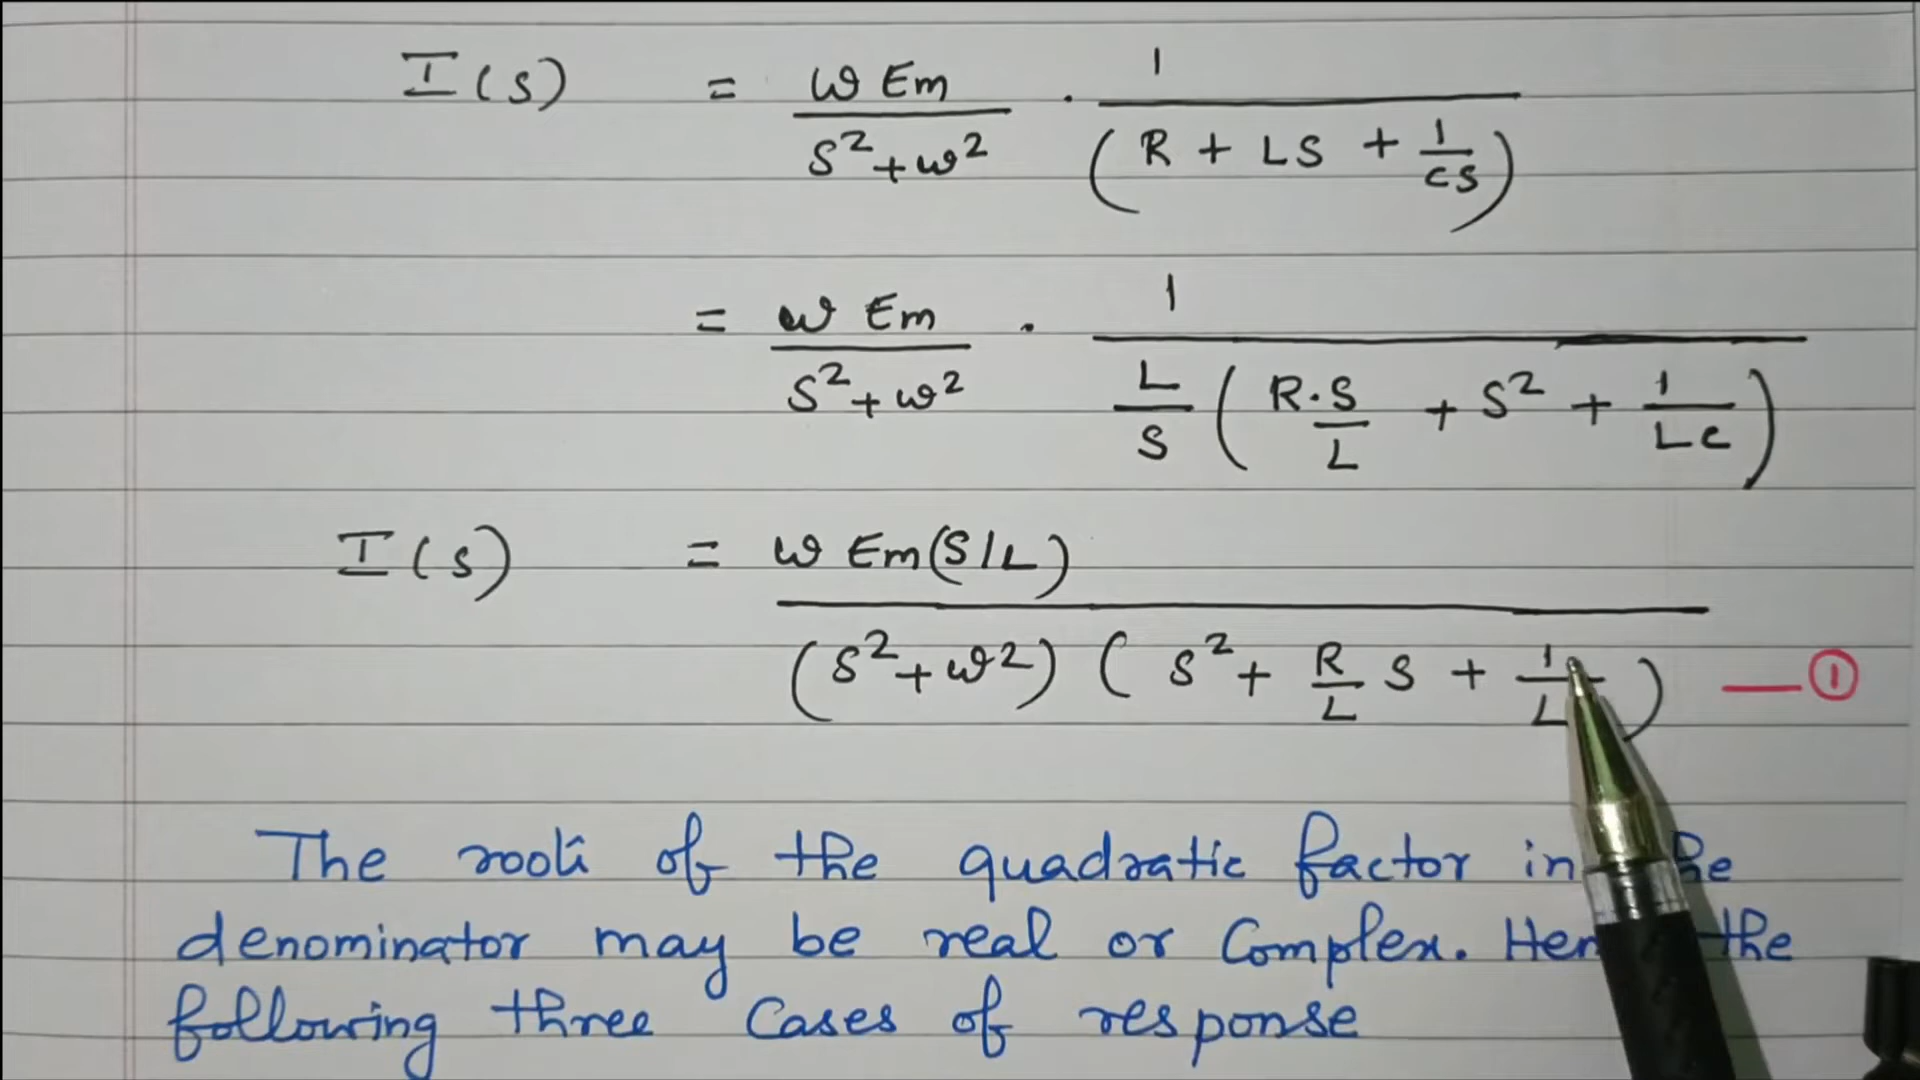 I(s) = ω Em / S² + ω² . 1 / (R + LS + 1/CS)
= ω Em / S² + ω² . 1 / L/S (R.S/L + S² + 1/LC)
I(s) = ω Em(S/L) / (S² + ω²) (S² + R/L S + 1/L ) — ①
The roots of the quadratic factor in
denominator may be real or Complex. the
following three Cases of response